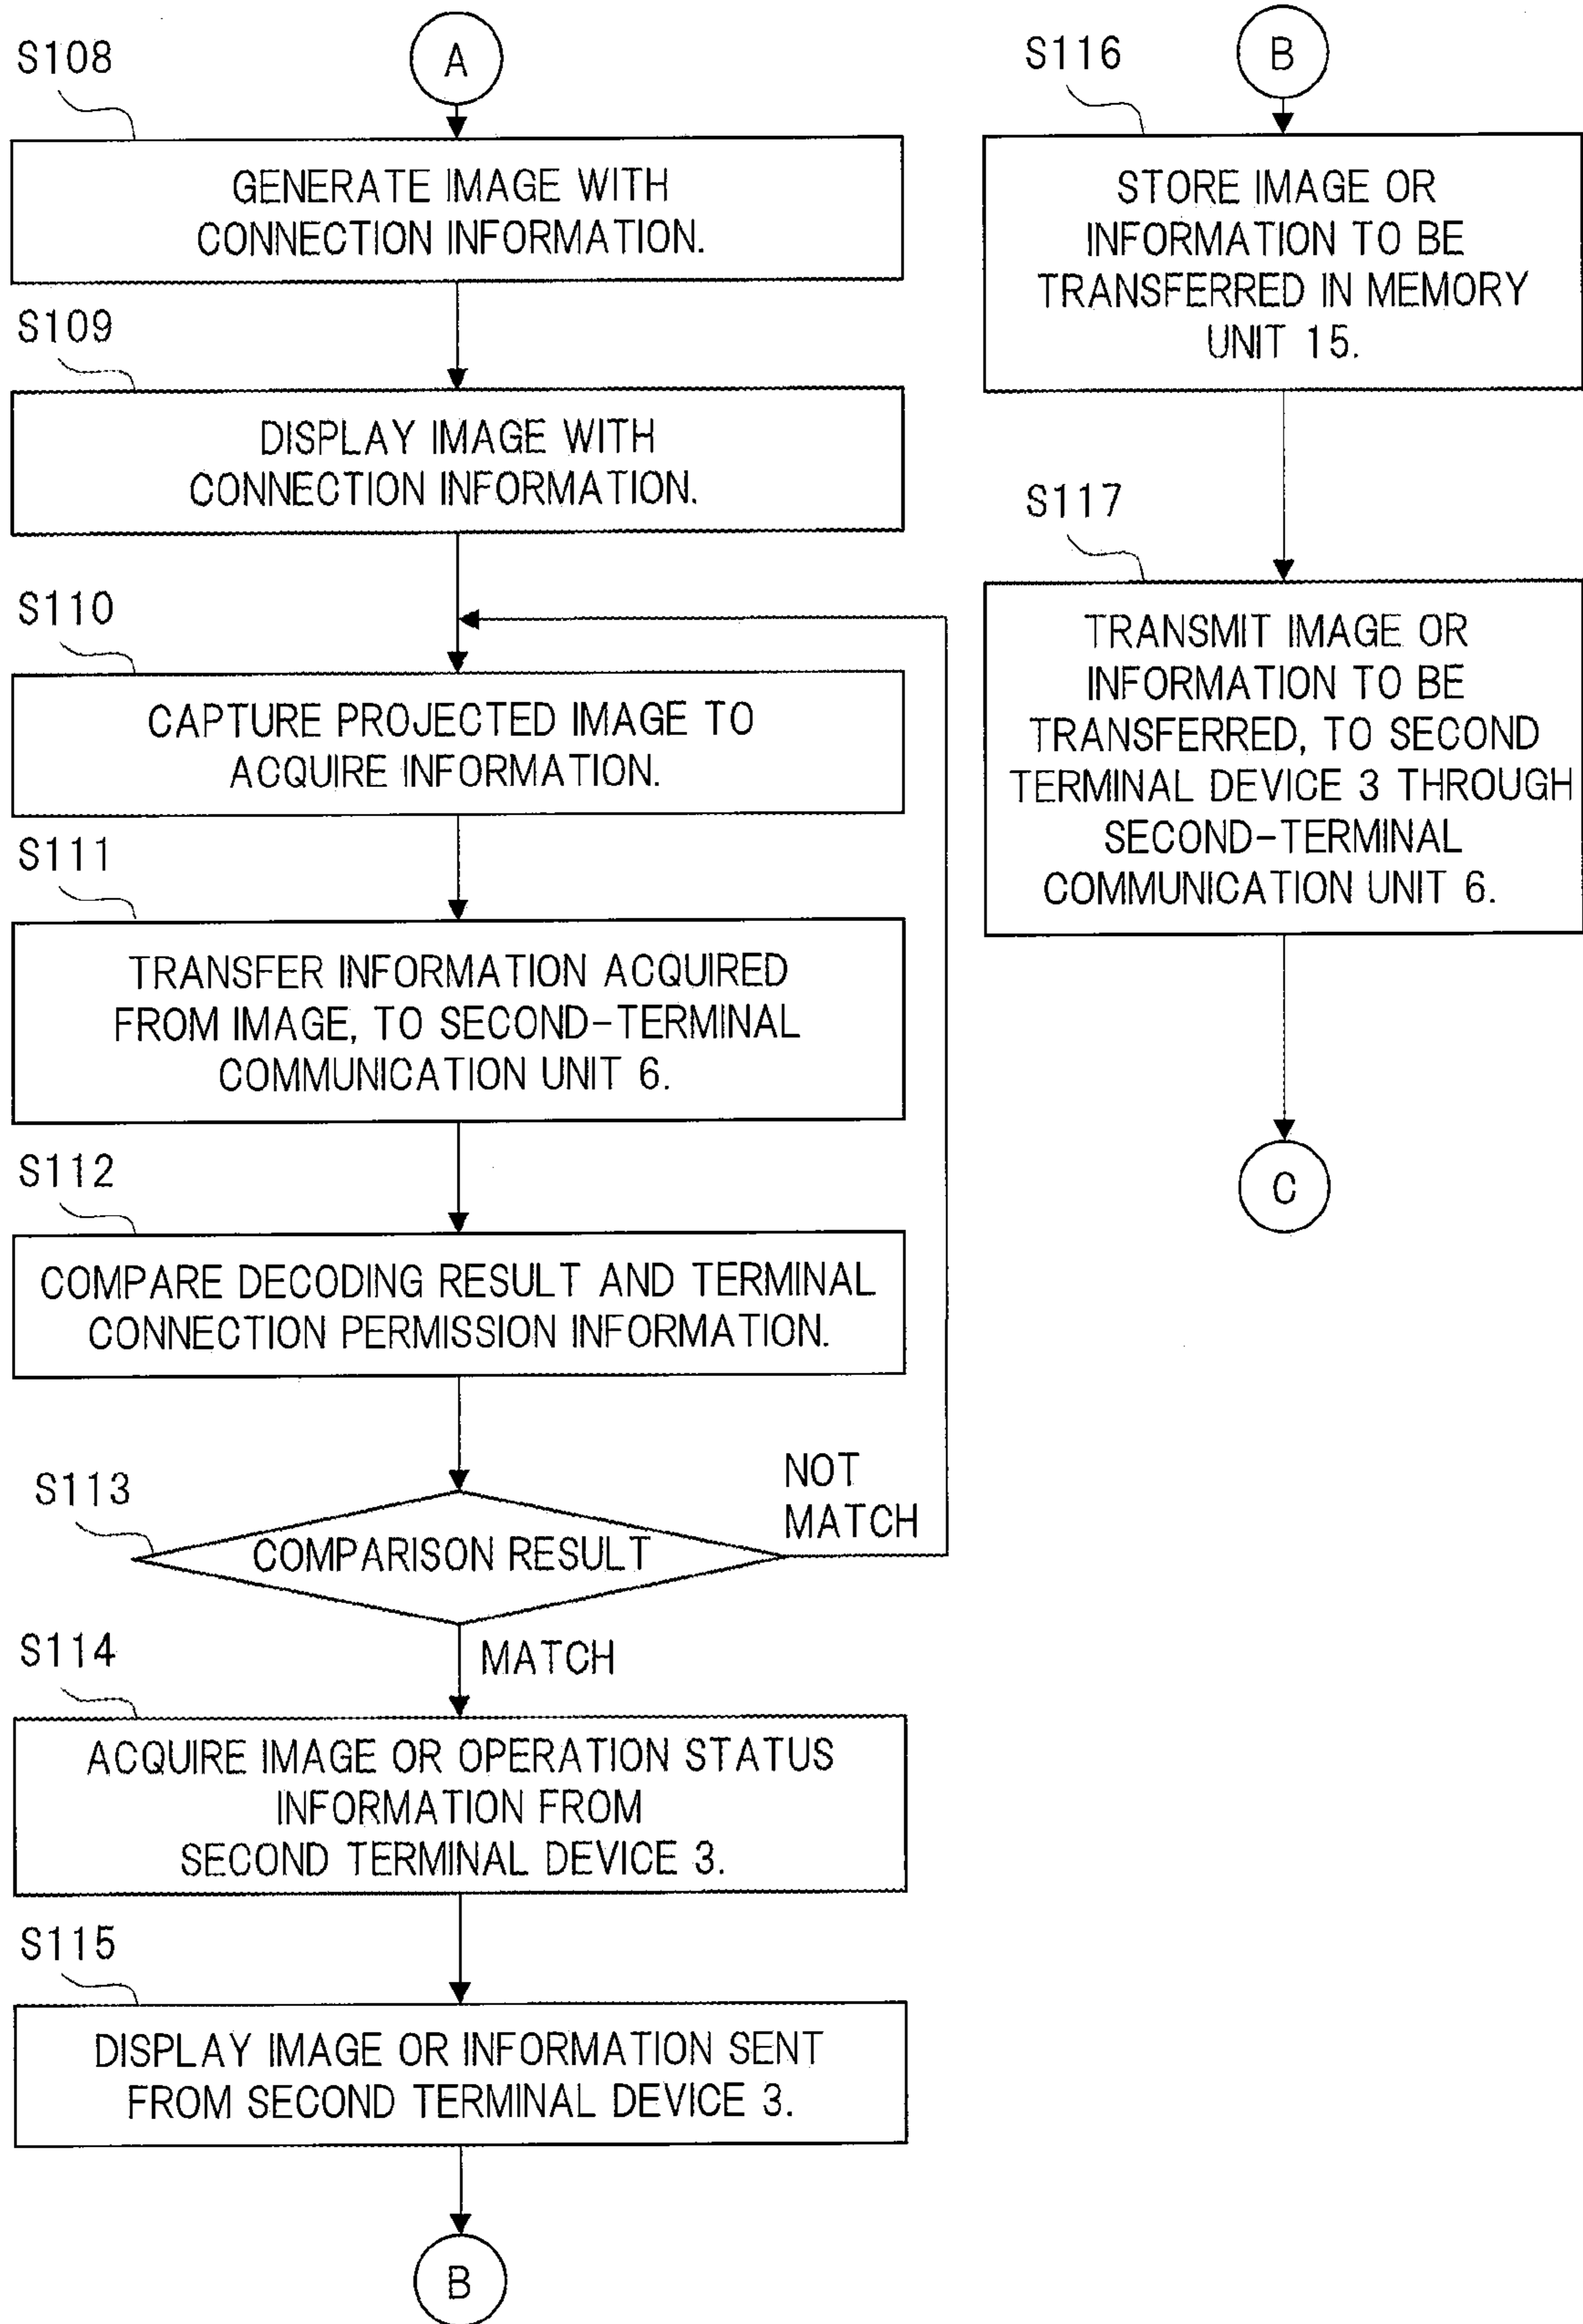 S108
A
GENERATE IMAGE WITH
CONNECTION INFORMATION.
S109
DISPLAY IMAGE WITH
CONNECTION INFORMATION.
S110
CAPTURE PROJECTED IMAGE TO
ACQUIRE INFORMATION.
S111
TRANSFER INFORMATION ACQUIRED
FROM IMAGE, TO SECOND-TERMINAL
COMMUNICATION UNIT 6.
S112
COMPARE DECODING RESULT AND TERMINAL
CONNECTION PERMISSION INFORMATION.
S113
COMPARISON RESULT
NOT
MATCH
MATCH
S114
ACQUIRE IMAGE OR OPERATION STATUS
INFORMATION FROM
SECOND TERMINAL DEVICE 3.
S115
DISPLAY IMAGE OR INFORMATION SENT
FROM SECOND TERMINAL DEVICE 3.
B
S116
B
STORE IMAGE OR
INFORMATION TO BE
TRANSFERRED IN MEMORY
UNIT 15.
S117
TRANSMIT IMAGE OR
INFORMATION TO BE
TRANSFERRED, TO SECOND
TERMINAL DEVICE 3 THROUGH
SECOND-TERMINAL
COMMUNICATION UNIT 6.
C